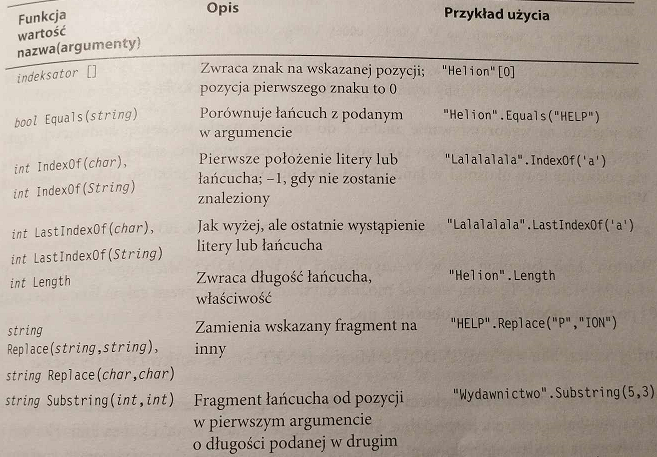 Funkcja
wartość
nazwa(argumenty)
Opis
Przykład użycia
indeksator []
Zwraca znak na wskazanej pozycji;
pozycja pierwszego znaku to 0
"Helion"[0]
bool Equals(string)
Porównuje łańcuch z podanym
w argumencie
"Helion".Equals("HELP")
int IndexOf(char),
int IndexOf(String)
Pierwsze położenie litery lub
łańcucha; –1, gdy nie zostanie
znaleziony
"Lalalalala".IndexOf('a')
int LastIndexOf(char),
int LastIndexOf(String)
Jak wyżej, ale ostatnie wystąpienie
litery lub łańcucha
"Lalalalala".LastIndexOf('a')
int Length
Zwraca długość łańcucha,
właściwość
"Helion".Length
string
Replace(string,string),
string Replace(char,char)
Zamienia wskazany fragment na
inny
"HELP".Replace("P","ION")
string Substring(int,int)
Fragment łańcucha od pozycji
w pierwszym argumencie
o długości podanej w drugim
"Wydawnictwo".Substring(5,3)